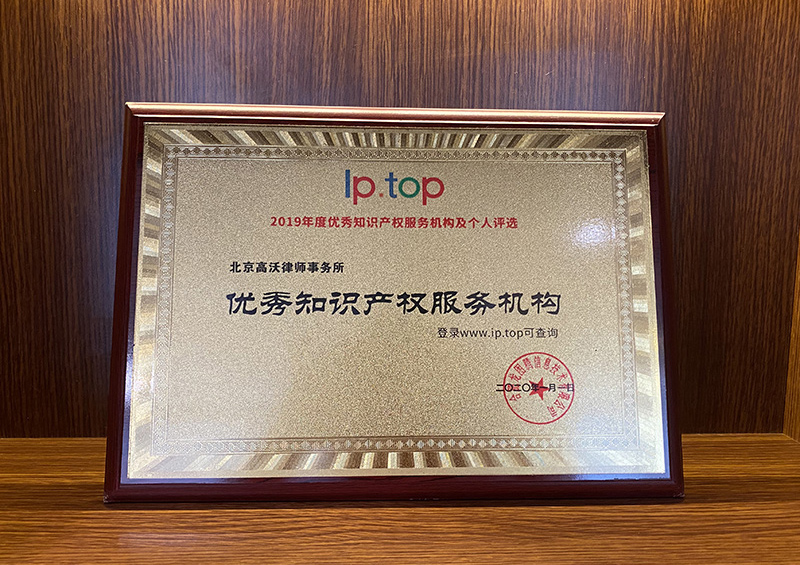 Ip.top
2019年度优秀知识产权服务机构及个人评选
北京高沃律师事务所
优秀知识产权服务机构
登录www.ip.top可查询
二〇二〇年一月一日